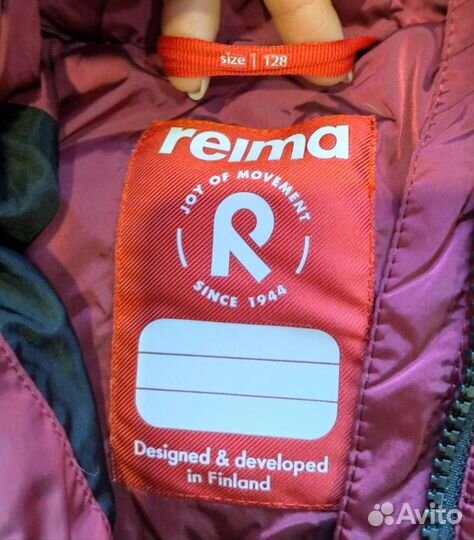 size | 128
reima
JOY OF MOVEMENT
R
SINCE 1944
Designed & developed
in Finland
Avito